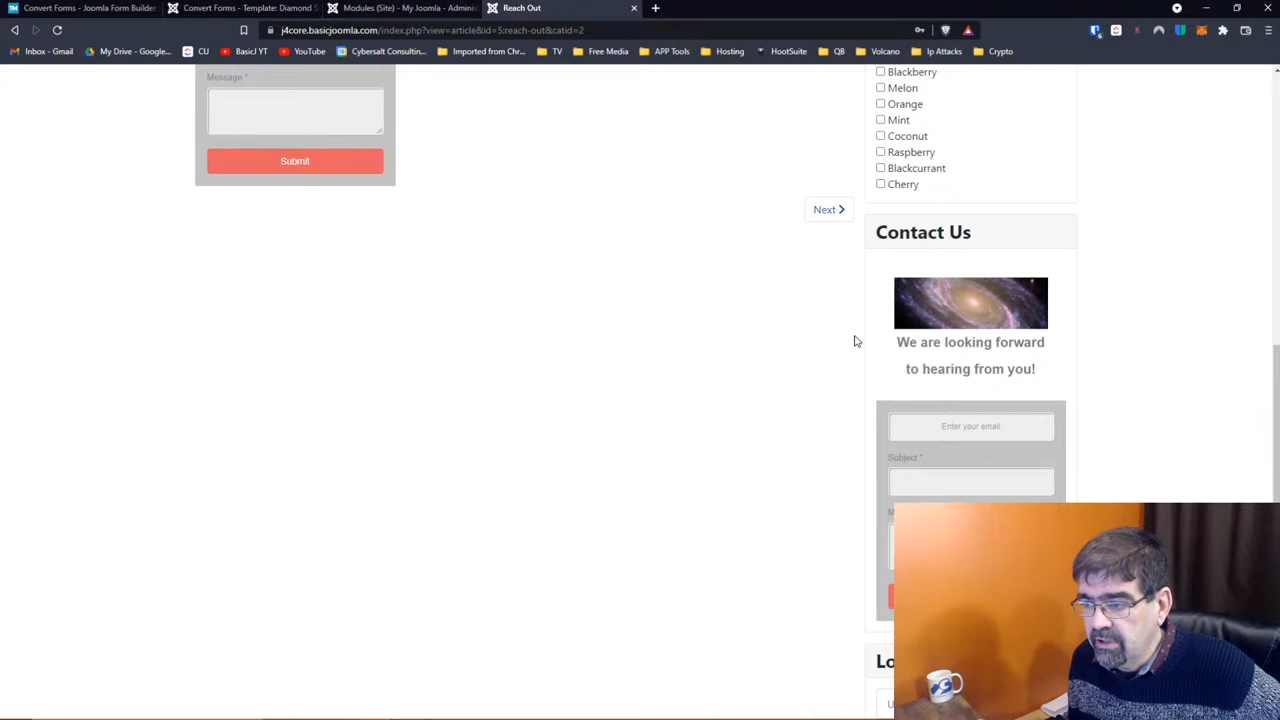 Convert Forms - Joomla Form Builder
Convert Forms - Template: Diamond S
Modules (Site) - My Joomla - Adminis
Reach Out
j4core.basicjoomla.com/index.php?view=article&id=5:reach-out&catid=2
Inbox - Gmail
My Drive - Google...
CU
BasicJ YT
YouTube
Cybersalt Consultin...
Imported from Chr...
TV
Free Media
APP Tools
Hosting
HootSuite
QB
Volcano
Ip Attacks
Crypto
Message *
Submit
Next
Blackberry
Melon
Orange
Mint
Coconut
Raspberry
Blackcurrant
Cherry
Contact Us
We are looking forward
to hearing from you!
Enter your email
Subject *
M
Lo
U